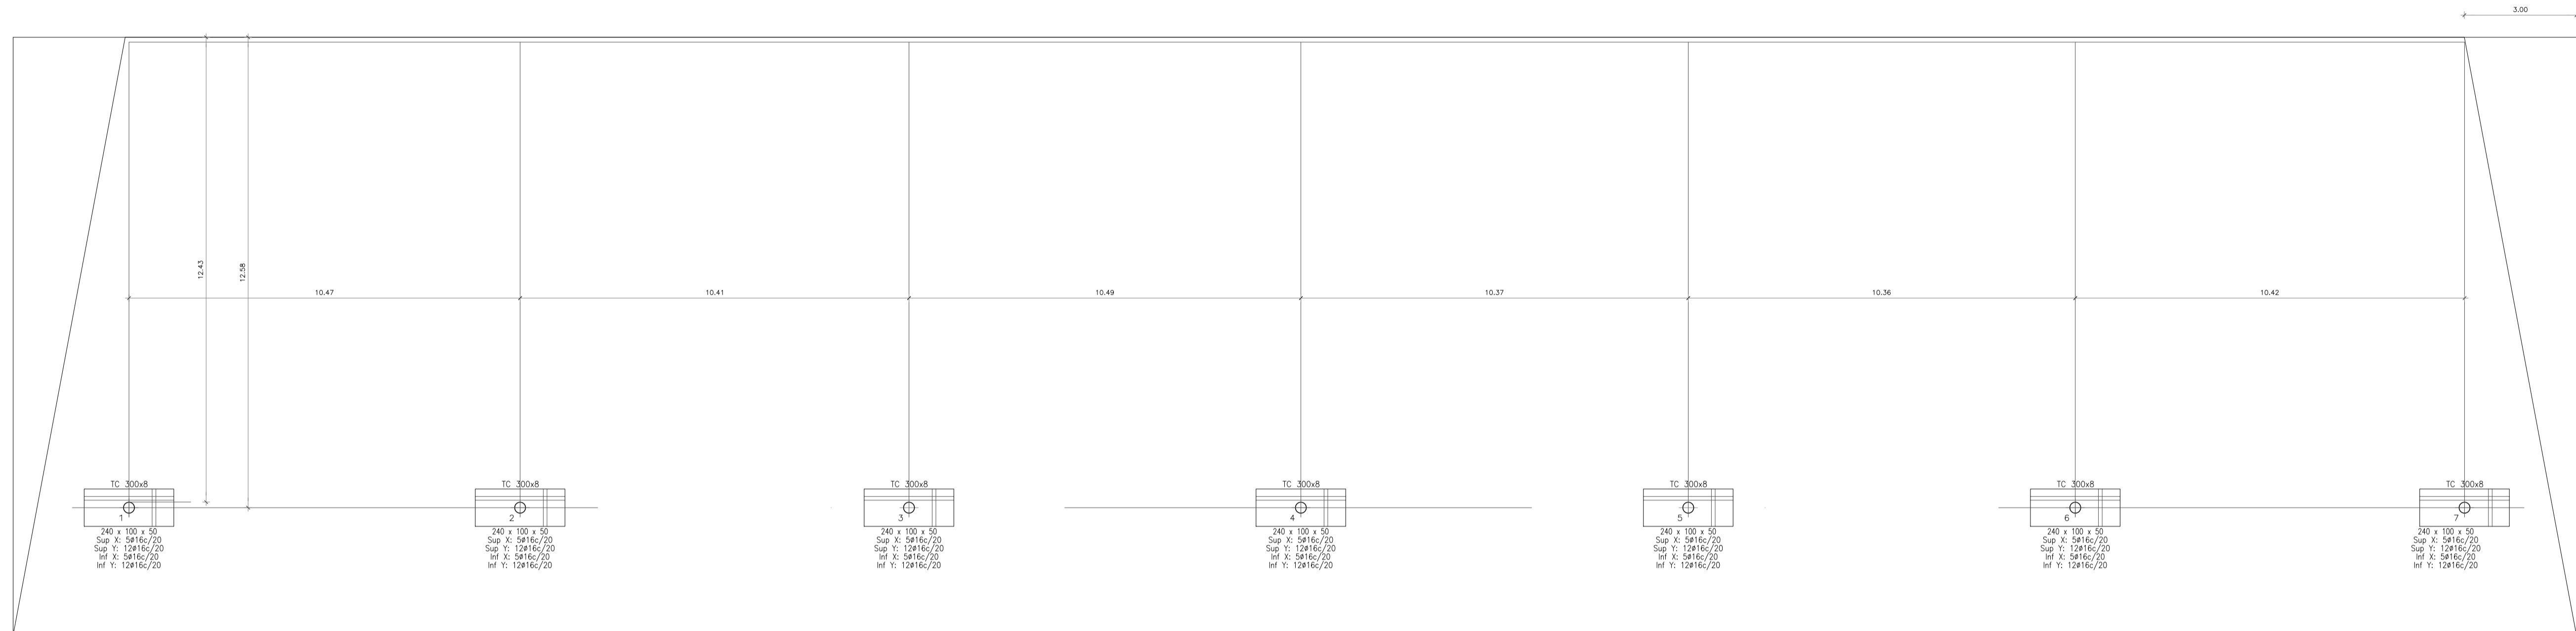 3.00
12.43
12.58
10.47
10.41
10.49
10.37
10.36
10.42
TC 300x8
1
240 x 100 x 50
Sup X: 5ø16c/20
Sup Y: 12ø16c/20
Inf X: 5ø16c/20
Inf Y: 12ø16c/20
TC 300x8
2
240 x 100 x 50
Sup X: 5ø16c/20
Sup Y: 12ø16c/20
Inf X: 5ø16c/20
Inf Y: 12ø16c/20
TC 300x8
3
240 x 100 x 50
Sup X: 5ø16c/20
Sup Y: 12ø16c/20
Inf X: 5ø16c/20
Inf Y: 12ø16c/20
TC 300x8
4
240 x 100 x 50
Sup X: 5ø16c/20
Sup Y: 12ø16c/20
Inf X: 5ø16c/20
Inf Y: 12ø16c/20
TC 300x8
5
240 x 100 x 50
Sup X: 5ø16c/20
Sup Y: 12ø16c/20
Inf X: 5ø16c/20
Inf Y: 12ø16c/20
TC 300x8
6
240 x 100 x 50
Sup X: 5ø16c/20
Sup Y: 12ø16c/20
Inf X: 5ø16c/20
Inf Y: 12ø16c/20
TC 300x8
7
240 x 100 x 50
Sup X: 5ø16c/20
Sup Y: 12ø16c/20
Inf X: 5ø16c/20
Inf Y: 12ø16c/20